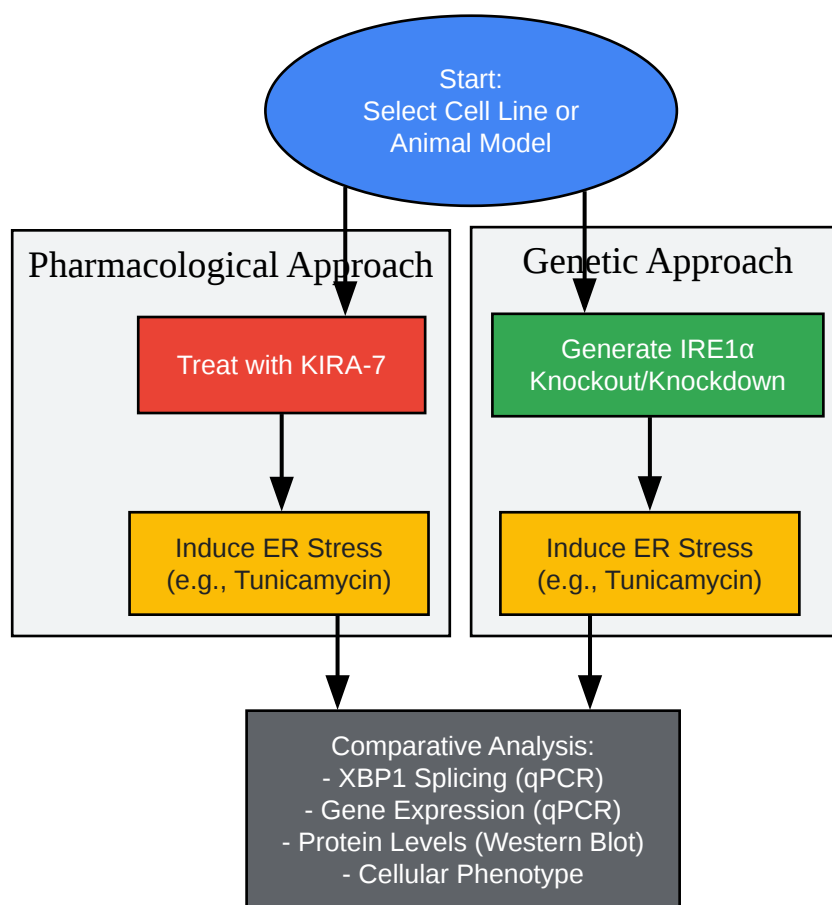 Start:
Select Cell Line or
Animal Model
Pharmacological Approach
Treat with KIRA-7
Induce ER Stress
(e.g., Tunicamycin)
Genetic Approach
Generate IRE1α
Knockout/Knockdown
Induce ER Stress
(e.g., Tunicamycin)
Comparative Analysis:
- XBP1 Splicing (qPCR)
- Gene Expression (qPCR)
- Protein Levels (Western Blot)
- Cellular Phenotype